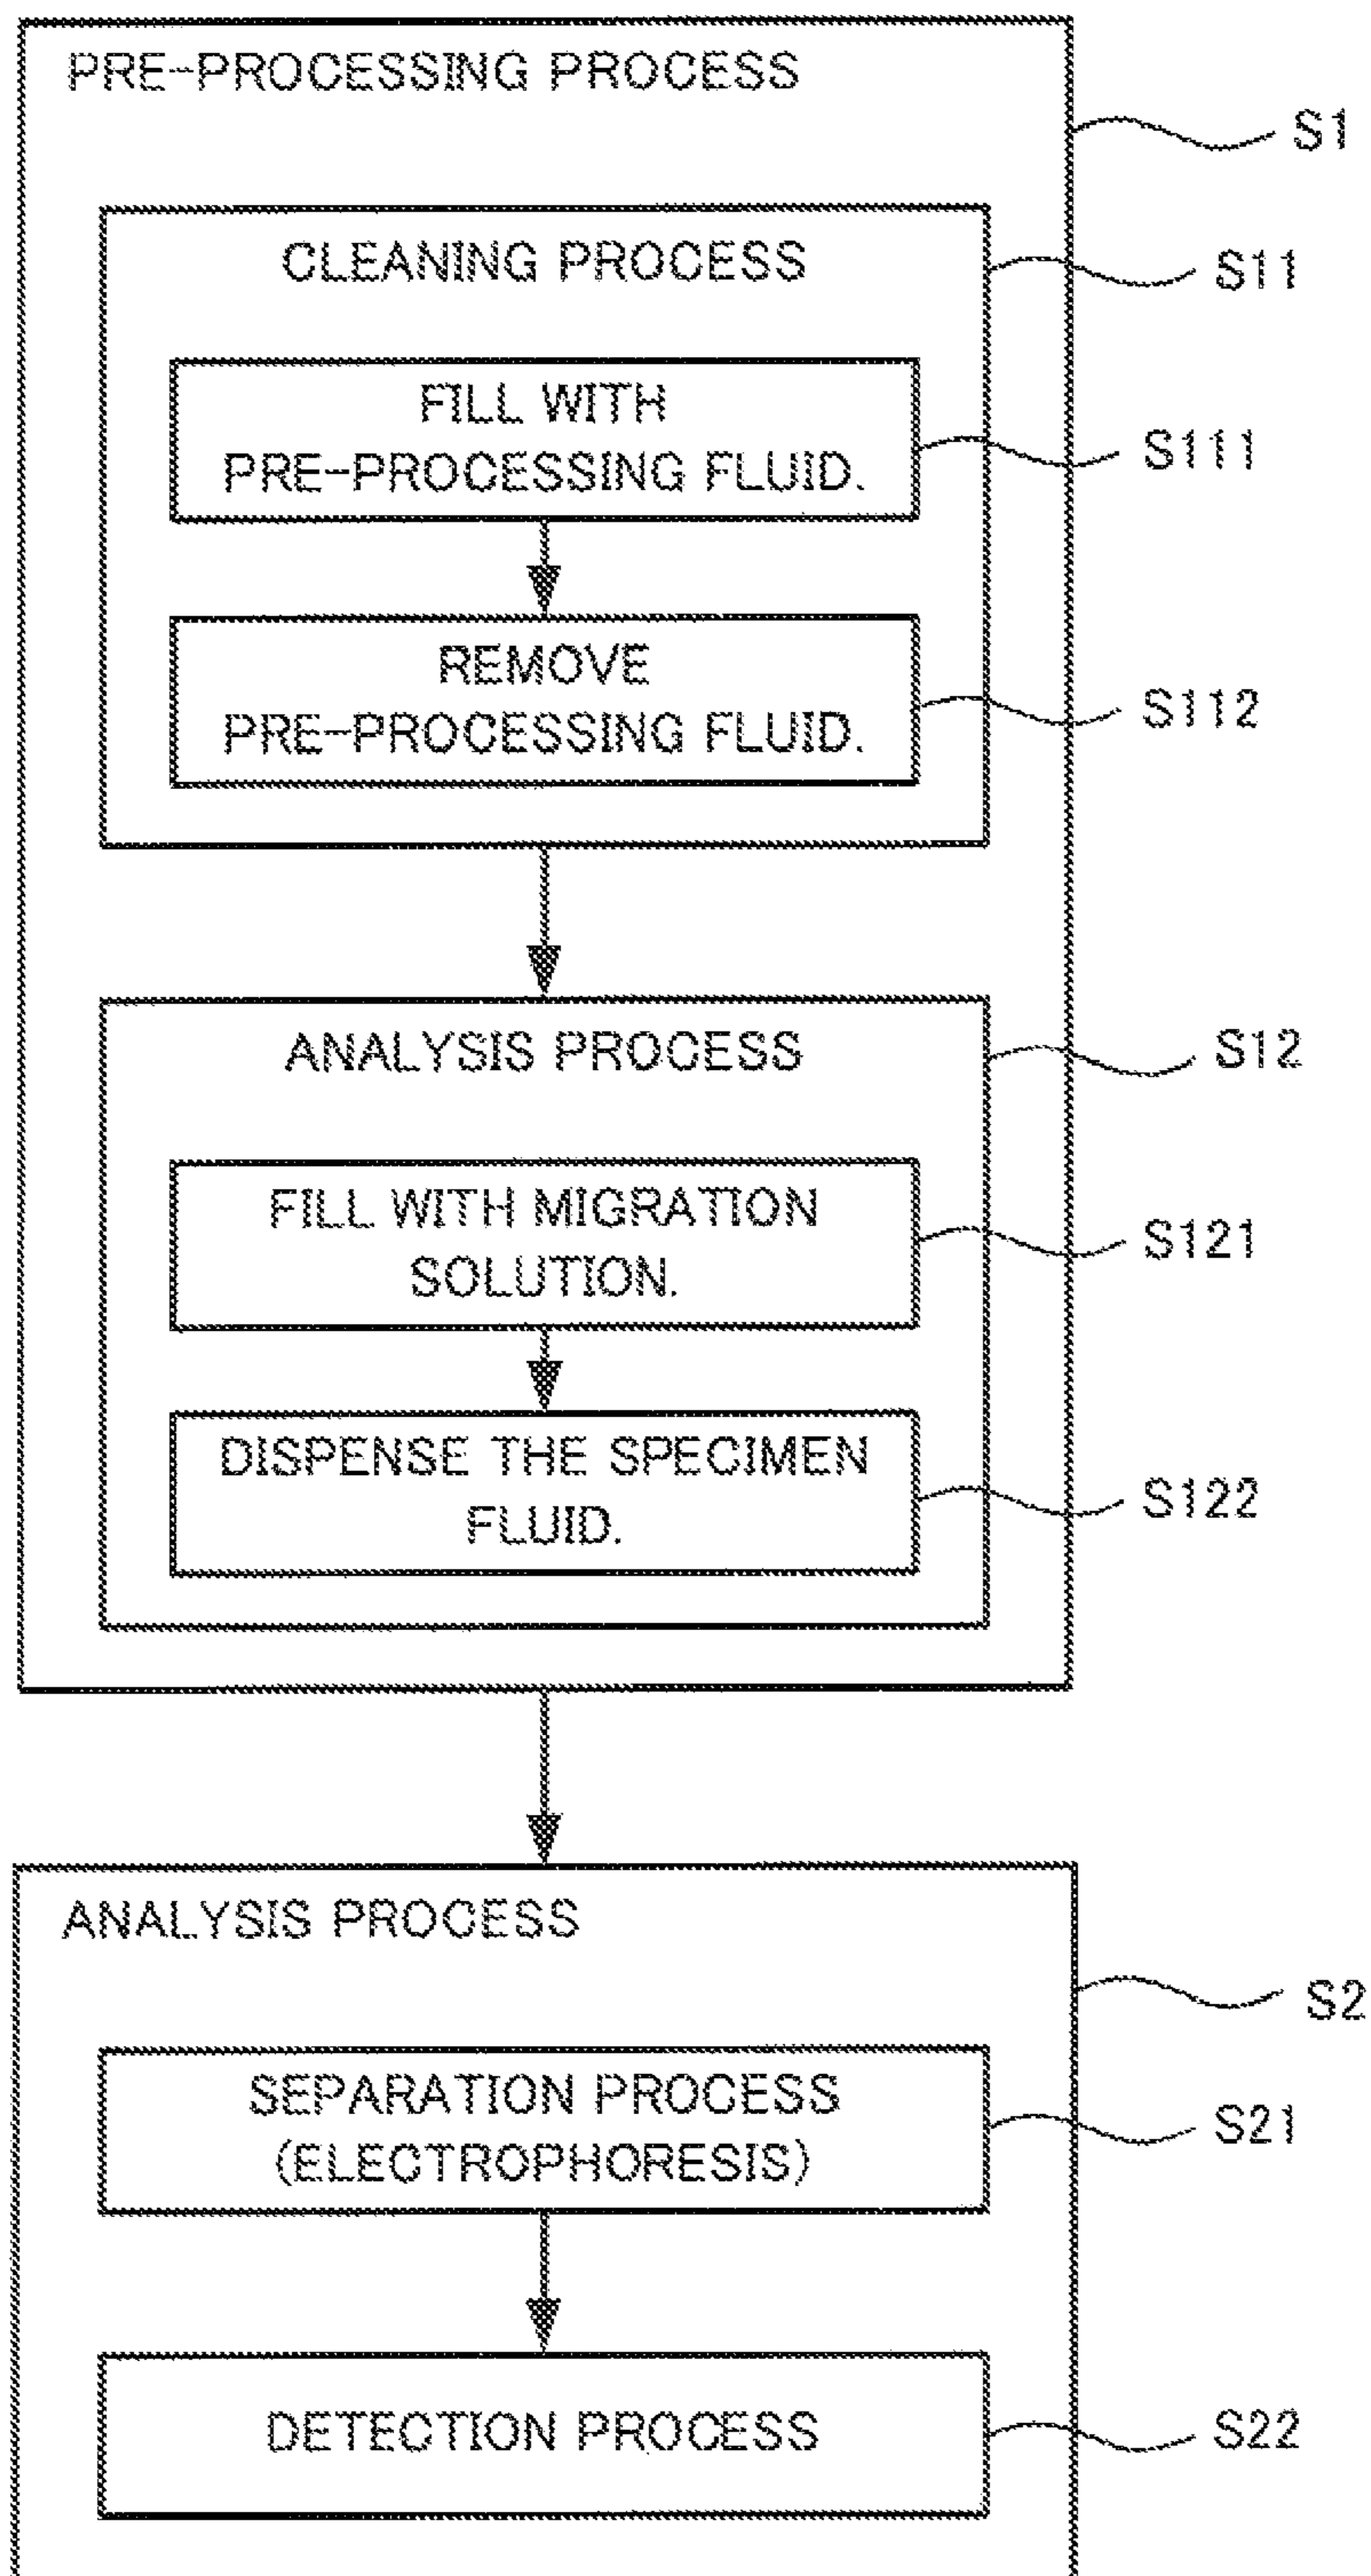 PRE-PROCESSING PROCESS
S1
CLEANING PROCESS
S11
FILL WITH
PRE-PROCESSING FLUID.
S111
REMOVE
PRE-PROCESSING FLUID.
S112
ANALYSIS PROCESS
S12
FILL WITH MIGRATION
SOLUTION.
S121
DISPENSE THE SPECIMEN
FLUID.
S122
ANALYSIS PROCESS
S2
SEPARATION PROCESS
(ELECTROPHORESIS)
S21
DETECTION PROCESS
S22